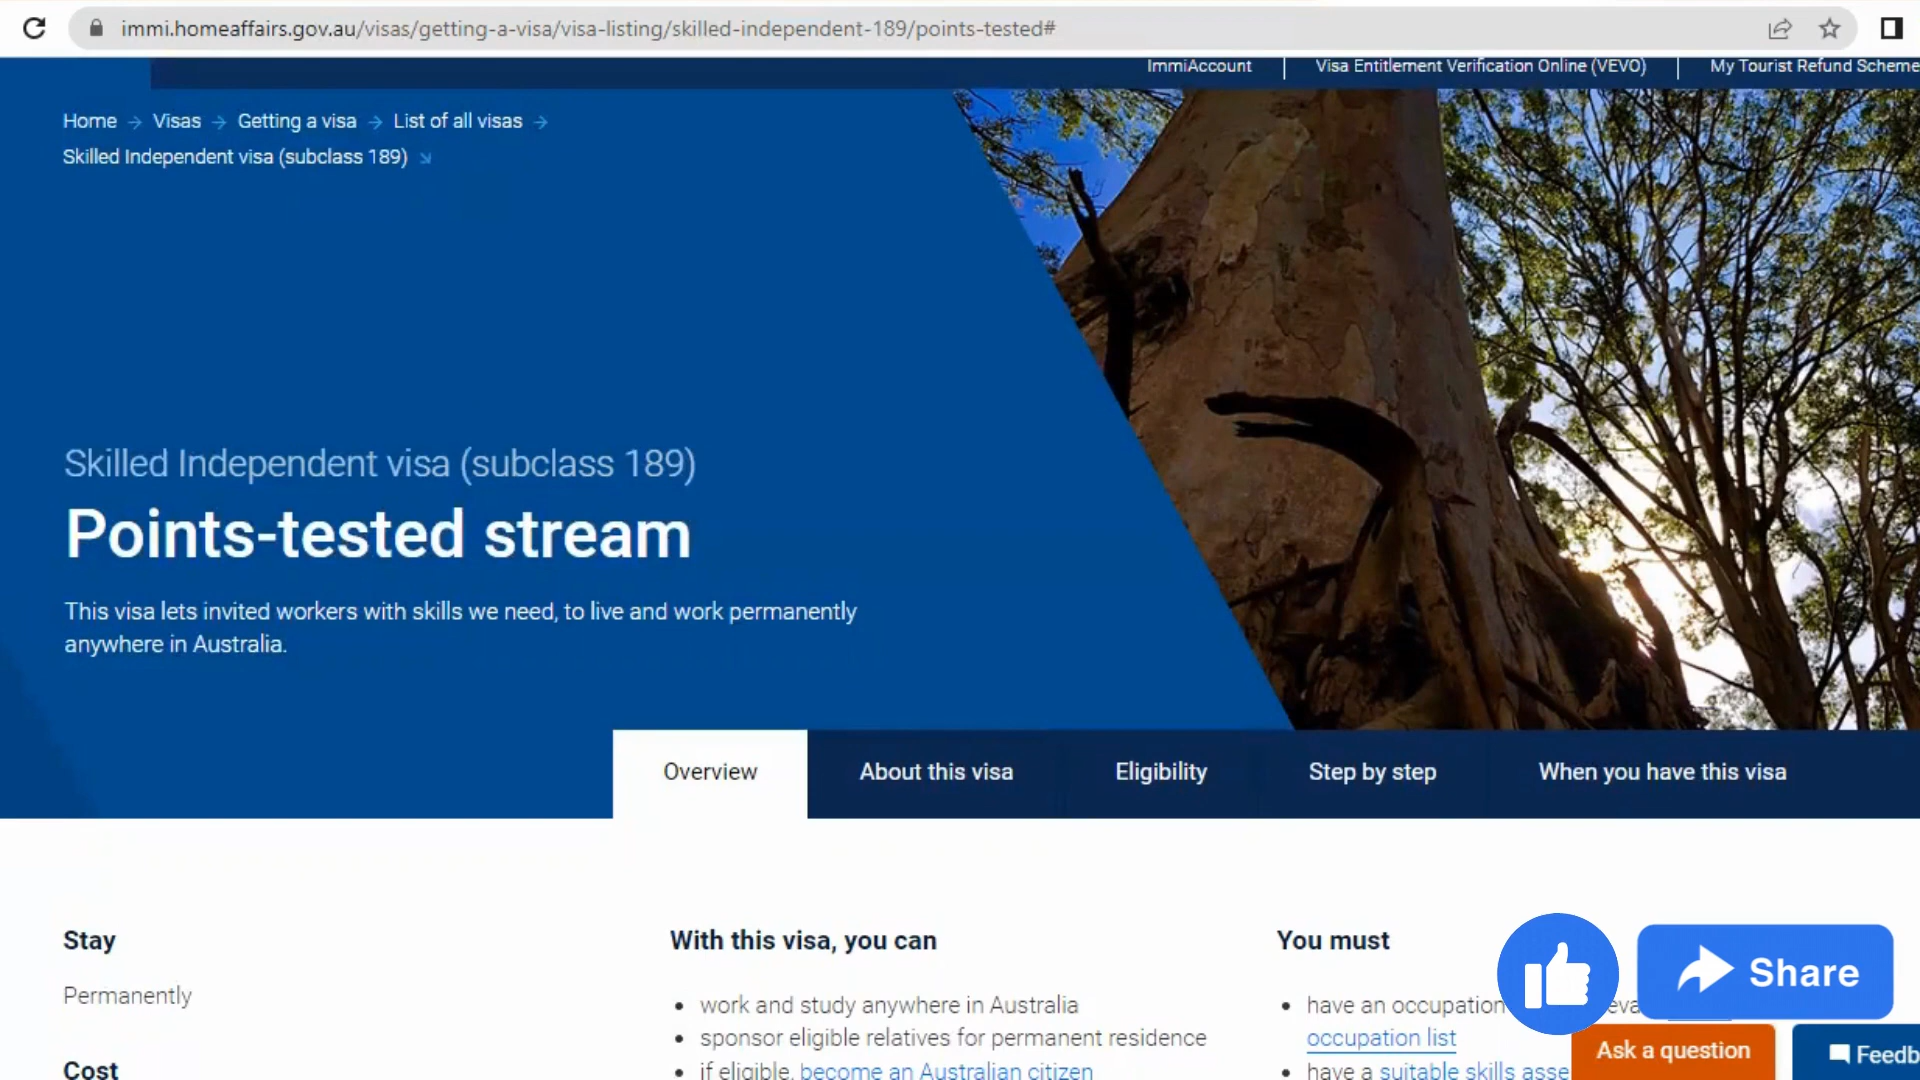 immi.homeaffairs.gov.au/visas/getting-a-visa/visa-listing/skilled-independent-189/points-tested#
ImmiAccount | Visa Entitlement Verification Online (VEVO) | My Tourist Refund Scheme
Home → Visas → Getting a visa → List of all visas →
Skilled Independent visa (subclass 189)
Skilled Independent visa (subclass 189)
Points-tested stream
This visa lets invited workers with skills we need, to live and work permanently
anywhere in Australia.
Overview About this visa Eligibility Step by step When you have this visa
Stay
Permanently
Cost
With this visa, you can
• work and study anywhere in Australia
• sponsor eligible relatives for permanent residence
• if eligible, become an Australian citizen
You must
• have an occupation
occupation list
• have a suitable skills asse
Share
Ask a question
Feedb